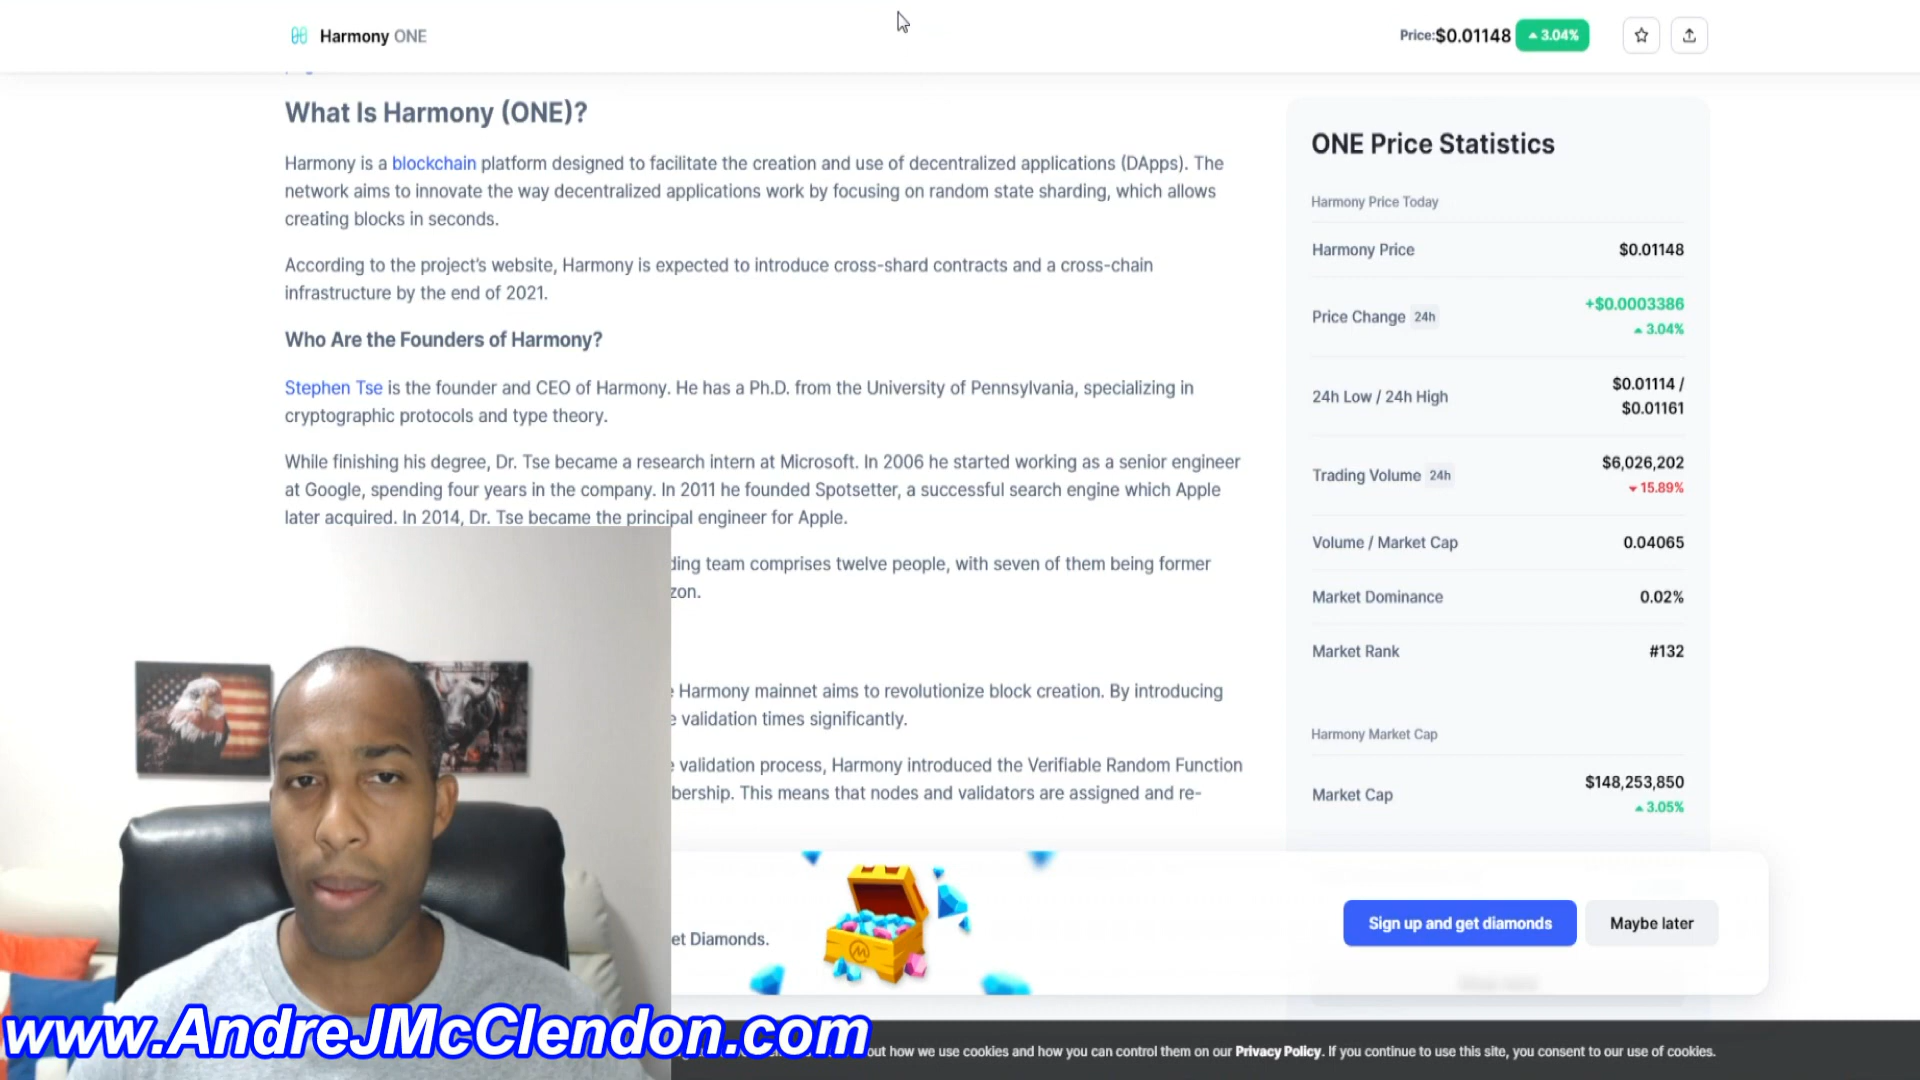 Harmony ONE
Price:$0.01148 3.04%
What Is Harmony (ONE)?
Harmony is a blockchain platform designed to facilitate the creation and use of decentralized applications (DApps). The
network aims to innovate the way decentralized applications work by focusing on random state sharding, which allows
creating blocks in seconds.
According to the project's website, Harmony is expected to introduce cross-shard contracts and a cross-chain
infrastructure by the end of 2021.
Who Are the Founders of Harmony?
Stephen Tse is the founder and CEO of Harmony. He has a Ph.D. from the University of Pennsylvania, specializing in
cryptographic protocols and type theory.
While finishing his degree, Dr. Tse became a research intern at Microsoft. In 2006 he started working as a senior engineer
at Google, spending four years in the company. In 2011 he founded Spotsetter, a successful search engine which Apple
later acquired. In 2014, Dr. Tse became the principal engineer for Apple.
ding team comprises twelve people, with seven of them being former
zon.
Harmony mainnet aims to revolutionize block creation. By introducing
e validation times significantly.
validation process, Harmony introduced the Verifiable Random Function
bership. This means that nodes and validators are assigned and re-
ONE Price Statistics
Harmony Price Today
Harmony Price $0.01148
Price Change 24h +$0.0003386
3.04%
24h Low / 24h High $0.01114 /
$0.01161
Trading Volume 24h $6,026,202
15.89%
Volume / Market Cap 0.04065
Market Dominance 0.02%
Market Rank #132
Harmony Market Cap
Market Cap $148,253,850
3.05%
et Diamonds.
Sign up and get diamonds
Maybe later
www.AndreJMcClendon.com
out how we use cookies and how you can control them on our Privacy Policy. If you continue to use this site, you consent to our use of cookies.